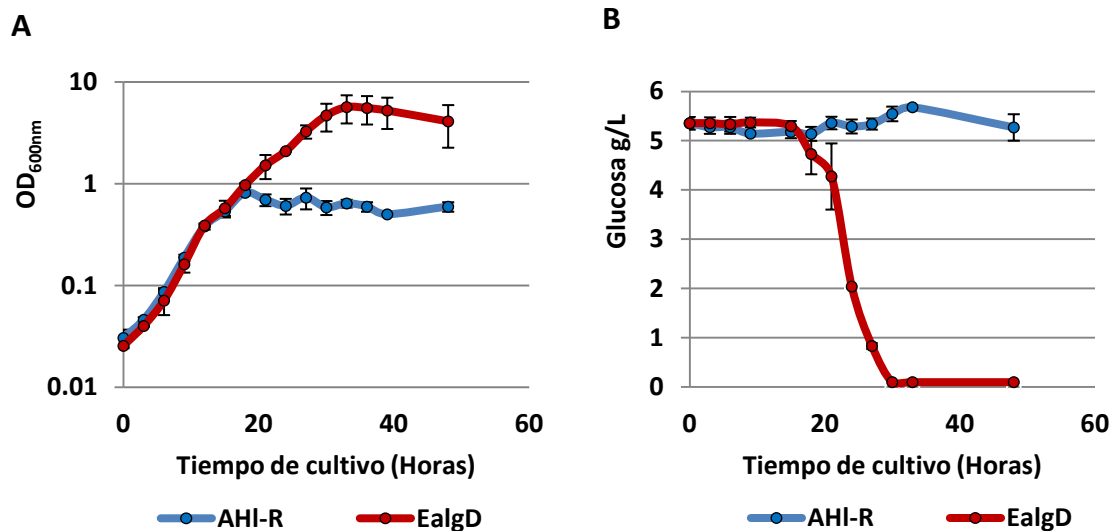 A
10
1
0.1
0.01
OD600nm
0
20
40
60
Tiempo de cultivo (Horas)
AHl-R
EalgD
B
6
5
4
3
2
1
0
Glucosa g/L
0
20
40
60
Tiempo de cultivo (Horas)
AHl-R
EalgD